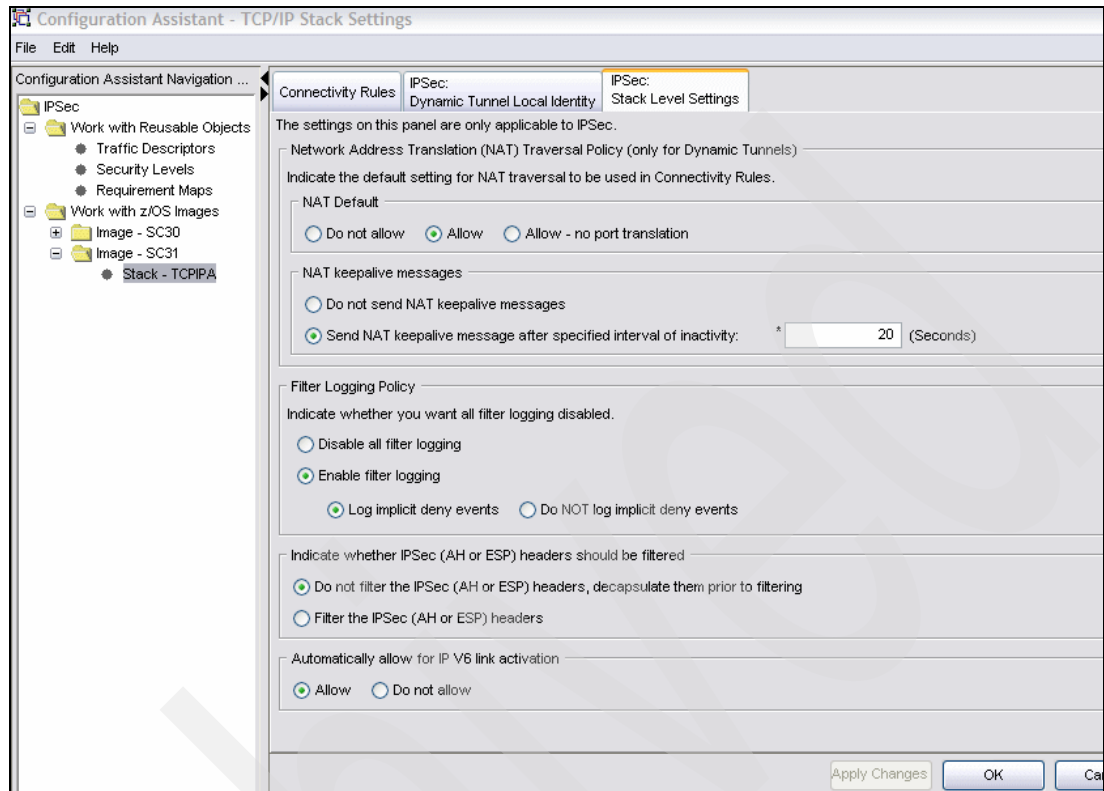 Configuration Assistant - TCP/IP Stack Settings
File Edit Help
Configuration Assistant Navigation ...
IPSec
Work with Reusable Objects
Traffic Descriptors
Security Levels
Requirement Maps
Work with z/OS Images
Image - SC30
Image - SC31
Stack - TCPIPA
Connectivity Rules
IPSec:
Dynamic Tunnel Local Identity
IPSec:
Stack Level Settings
The settings on this panel are only applicable to IPSec.
Network Address Translation (NAT) Traversal Policy (only for Dynamic Tunnels)
Indicate the default setting for NAT traversal to be used in Connectivity Rules.
NAT Default
Do not allow Allow Allow - no port translation
NAT keepalive messages
Do not send NAT keepalive messages
Send NAT keepalive message after specified interval of inactivity: * 20 (Seconds)
Filter Logging Policy
Indicate whether you want all filter logging disabled.
Disable all filter logging
Enable filter logging
Log implicit deny events Do NOT log implicit deny events
Indicate whether IPSec (AH or ESP) headers should be filtered
Do not filter the IPSec (AH or ESP) headers, decapsulate them prior to filtering
Filter the IPSec (AH or ESP) headers
Automatically allow for IP V6 link activation
Allow Do not allow
Apply Changes OK Ca